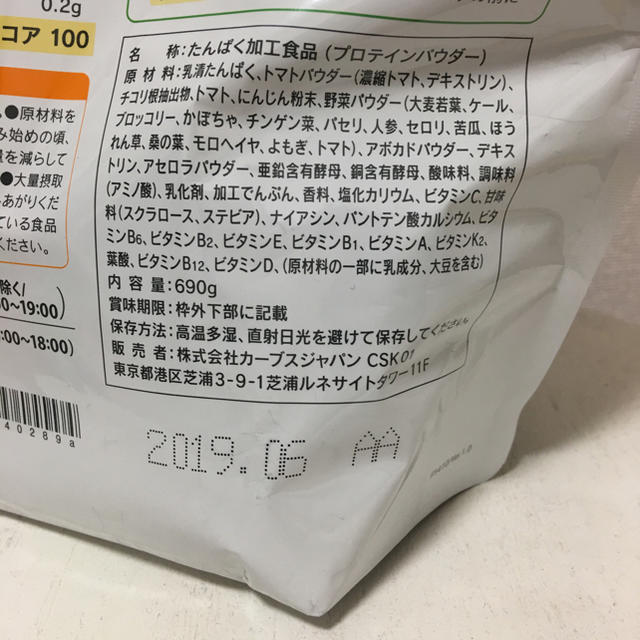 0.2g
コア 100
名 称:たんぱく加工食品(プロテインパウダー)
原 材 料:乳清たんぱく、トマトパウダー(濃縮トマト、デキストリン)、
チコリ根抽出物、トマト、にんじん粉末、野菜パウダー(大麦若葉、ケール、
ブロッコリー、かぼちゃ、チンゲン菜、パセリ、人参、セロリ、苦瓜、ほう
れん草、桑の葉、モロヘイヤ、よもぎ、トマト)、アボカドパウダー、デキス
トリン、アセロラパウダー、亜鉛含有酵母、銅含有酵母、酸味料、調味料
(アミノ酸)、乳化剤、加工でんぷん、香料、塩化カリウム、ビタミンC、甘味
料(スクラロース、ステビア)、ナイアシン、パントテン酸カルシウム、ビタ
ミンB6、ビタミンB2、ビタミンE、ビタミンB1、ビタミンA、ビタミンK2、
葉酸、ビタミンB12、ビタミンD、(原材料の一部に乳成分、大豆を含む)
内 容 量:690g
賞味期限:枠外下部に記載
保存方法:高温多湿、直射日光を避けて保存してください。
販 売 者:株式会社カーブスジャパン CSK01
東京都港区芝浦3-9-1芝浦ルネサイトタワー11F
●原材料を
み始めの頃、
量を減らして
●大量摂取
あがりくだ
ている食品
ください。
除く/
0~19:00)
:00~18:00)
40289a
2019.06 AA